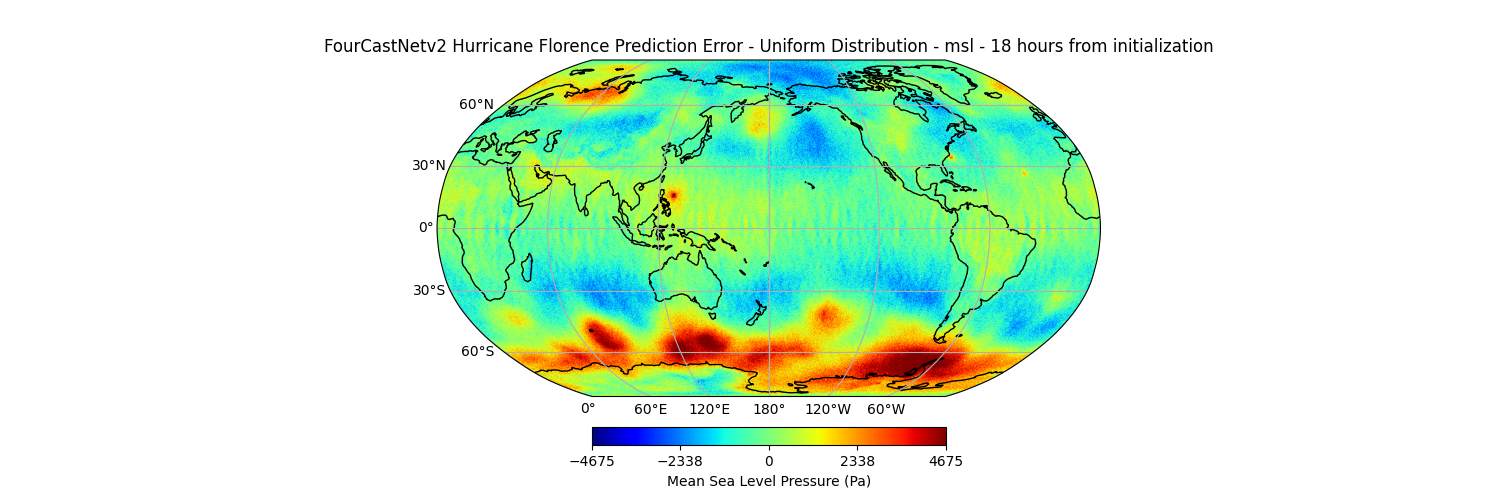 FourCastNetv2 Hurricane Florence Prediction Error - Uniform Distribution - msl - 18 hours from initialization
60°N
30°N
0°
30°S
60°S
0° 60°E 120°E 180° 120°W 60°W
−4675 −2338 0 2338 4675
Mean Sea Level Pressure (Pa)